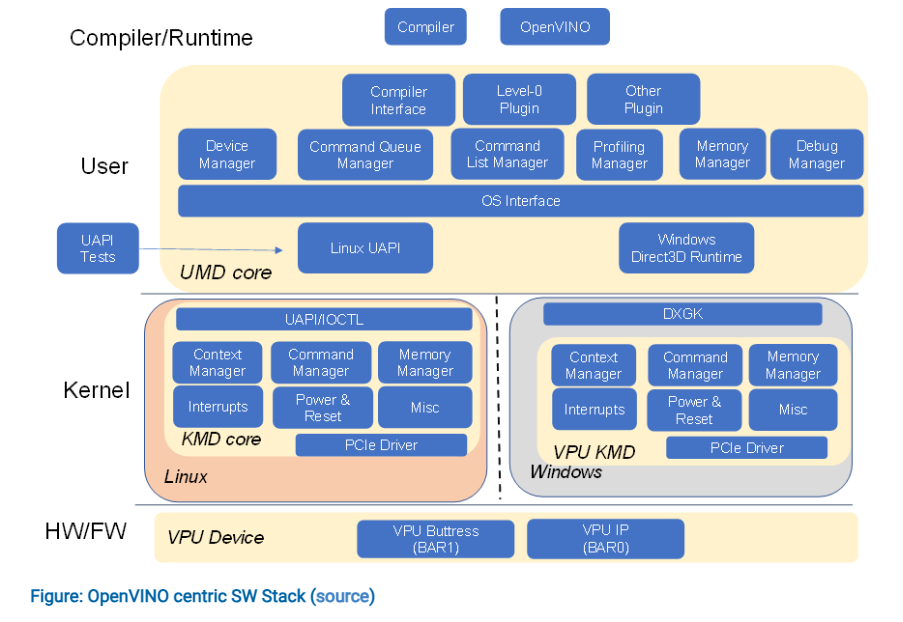 Compiler/Runtime
Compiler
OpenVINO
User
Compiler
Interface
Level-0
Plugin
Other
Plugin
Device
Manager
Command Queue
Manager
Command
List Manager
Profiling
Manager
Memory
Manager
Debug
Manager
OS Interface
UAPI
Tests
Linux UAPI
Windows
Direct3D Runtime
UMD core
Kernel
UAPI/IOCTL
Context
Manager
Command
Manager
Memory
Manager
Interrupts
Power &
Reset
Misc
KMD core
PCIe Driver
Linux
DXGK
Context
Manager
Command
Manager
Memory
Manager
Interrupts
Power &
Reset
Misc
VPU KMD
PCIe Driver
Windows
HW/FW
VPU Device
VPU Buttress
(BAR1)
VPU IP
(BAR0)
Figure: OpenVINO centric SW Stack (source)